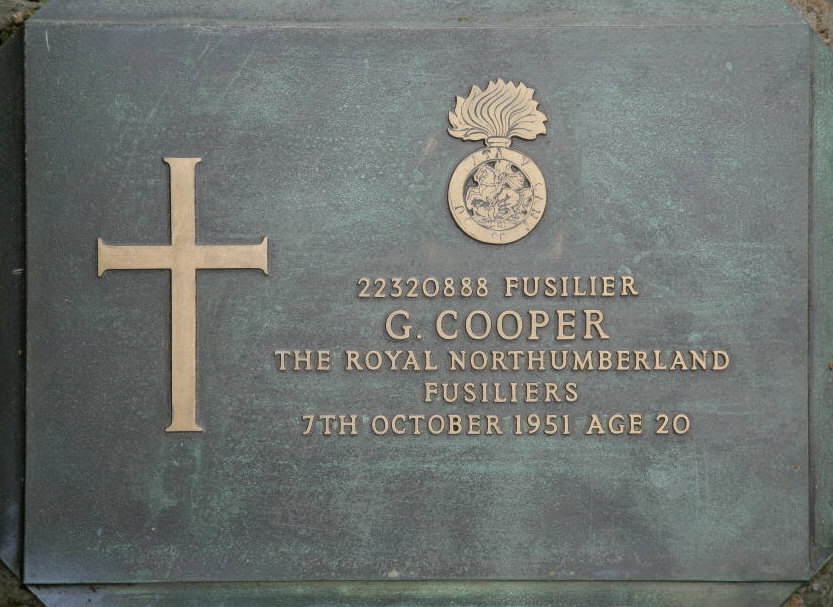 22320888 FUSILIER
G. COOPER
THE ROYAL NORTHUMBERLAND
FUSILIERS
7TH OCTOBER 1951 AGE 20